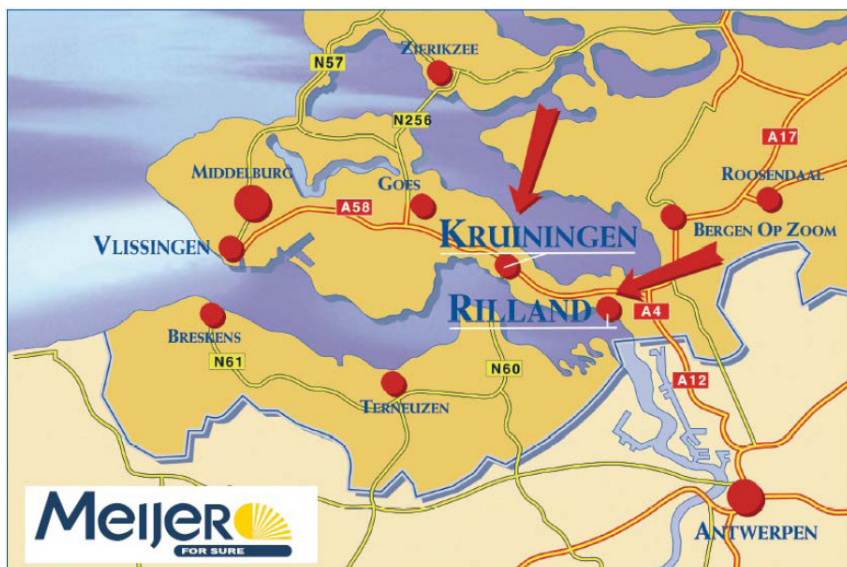 Zierikzee
N57
N256
A17
Middelburg
Goes
Roosendaal
A58
Bergen Op Zoom
Vlissingen
Kruiningen
Rilland
A4
Breskens
N61
N60
A12
Terneuzen
Meijer
FOR SURE
Antwerpen